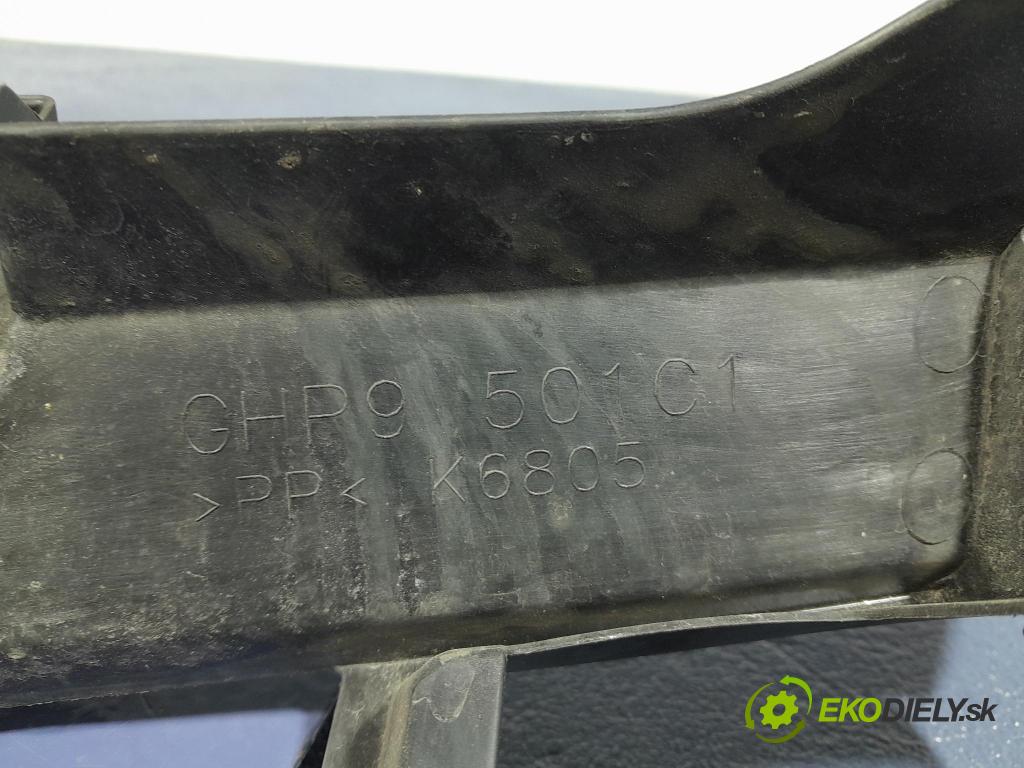 GHP9 501C1
>PP< K6805
EKODIELY.sk